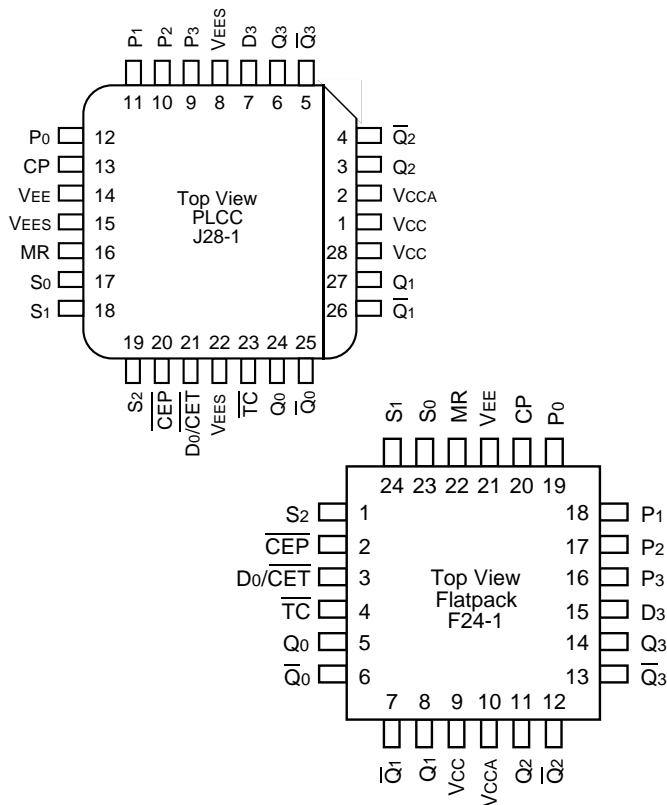 P1 P2 P3 VEES D3 Q3 Q̅3
11 10 9 8 7 6 5
P0 12
CP 13
VEE 14
VEES 15
MR 16
S0 17
S1 18
Top View
PLCC
J28-1
4 Q̅2
3 Q2
2 VCCA
1 VCC
28 VCC
27 Q1
26 Q̅1
19 20 21 22 23 24 25
S2 C̅E̅P̅ D0/C̅E̅T̅ VEES T̅C̅ Q0 Q̅0
S1 S0 MR VEE CP P0
24 23 22 21 20 19
S2 1
C̅E̅P̅ 2
D0/C̅E̅T̅ 3
T̅C̅ 4
Q0 5
Q̅0 6
Top View
Flatpack
F24-1
18 P1
17 P2
16 P3
15 D3
14 Q3
13 Q̅3
7 8 9 10 11 12
Q̅1 Q1 VCC VCCA Q2 Q̅2